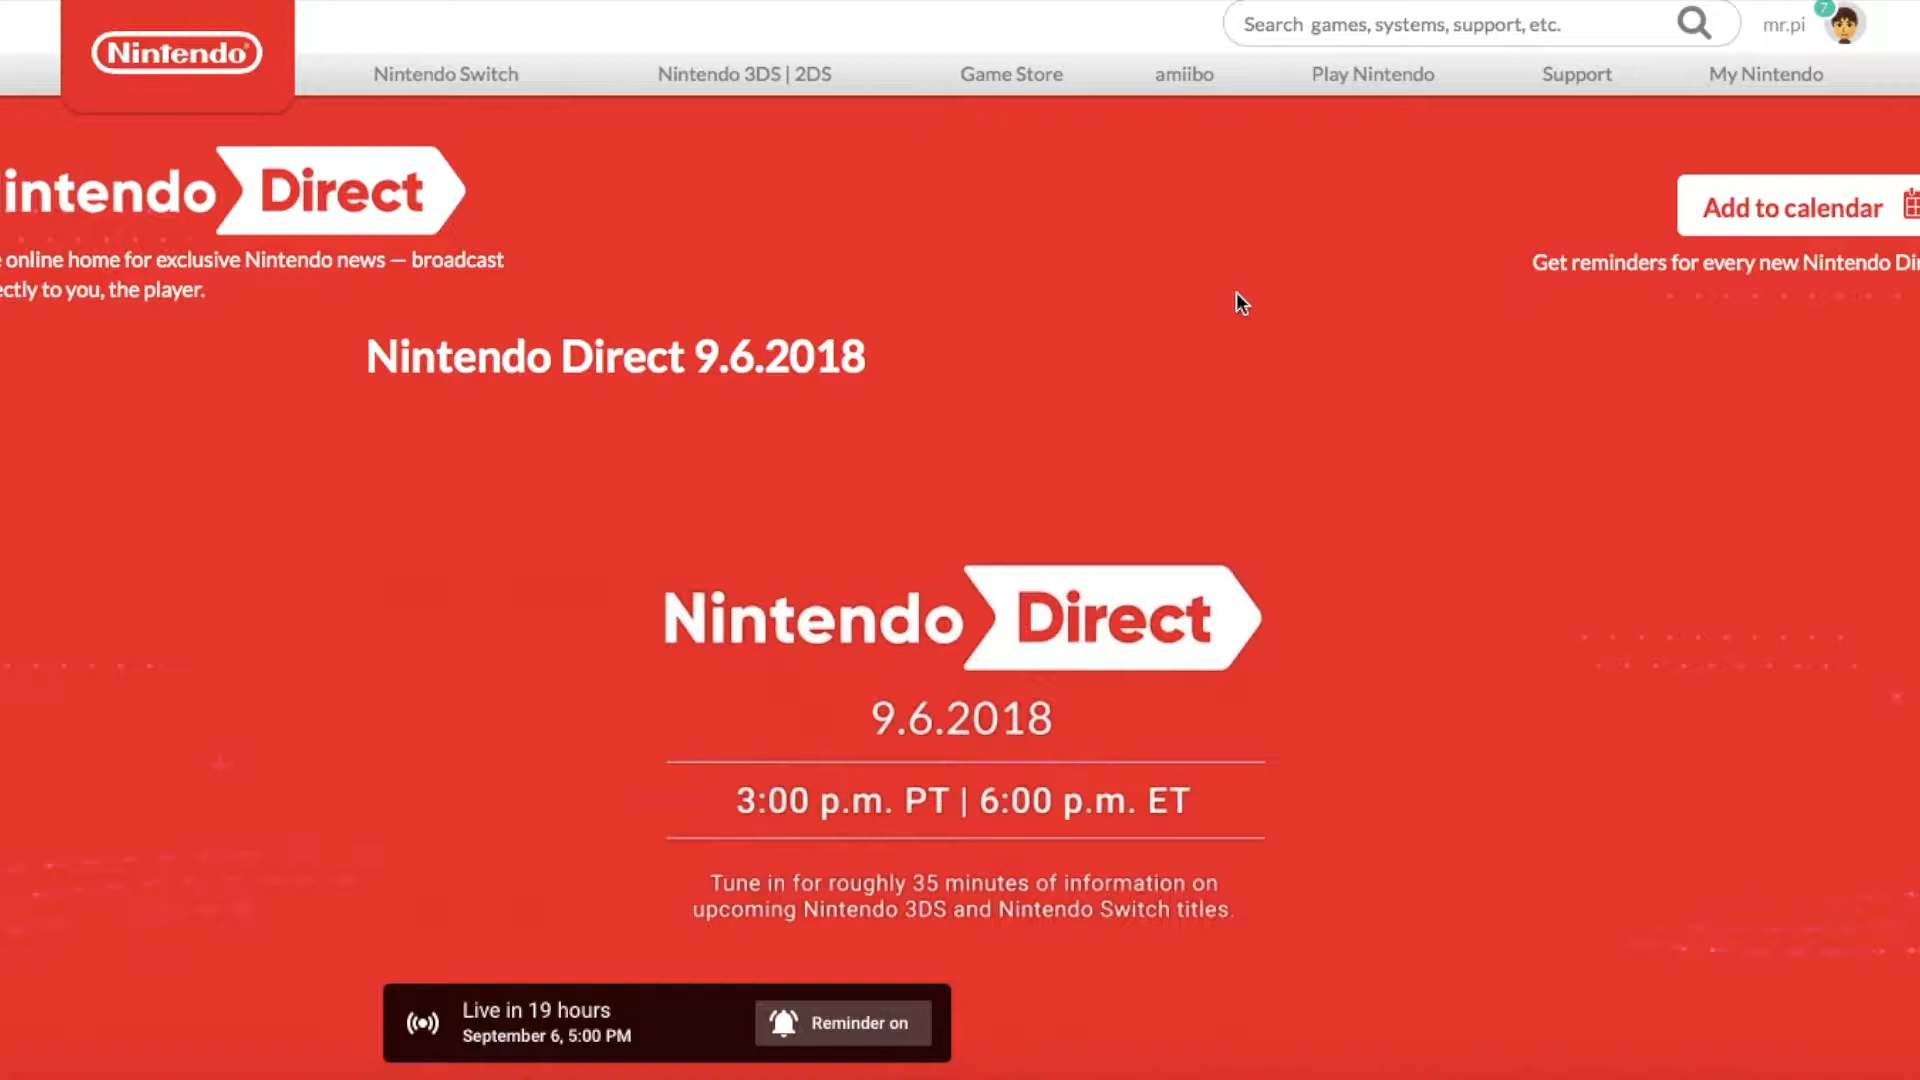 Nintendo
Search games, systems, support, etc.
mr.pi
7
Nintendo Switch
Nintendo 3DS | 2DS
Game Store
amiibo
Play Nintendo
Support
My Nintendo
intendo Direct
online home for exclusive Nintendo news — broadcast
ectly to you, the player.
Add to calendar
Get reminders for every new Nintendo Dir
Nintendo Direct 9.6.2018
Nintendo Direct
9.6.2018
3:00 p.m. PT | 6:00 p.m. ET
Tune in for roughly 35 minutes of information on
upcoming Nintendo 3DS and Nintendo Switch titles.
Live in 19 hours
September 6, 5:00 PM
Reminder on